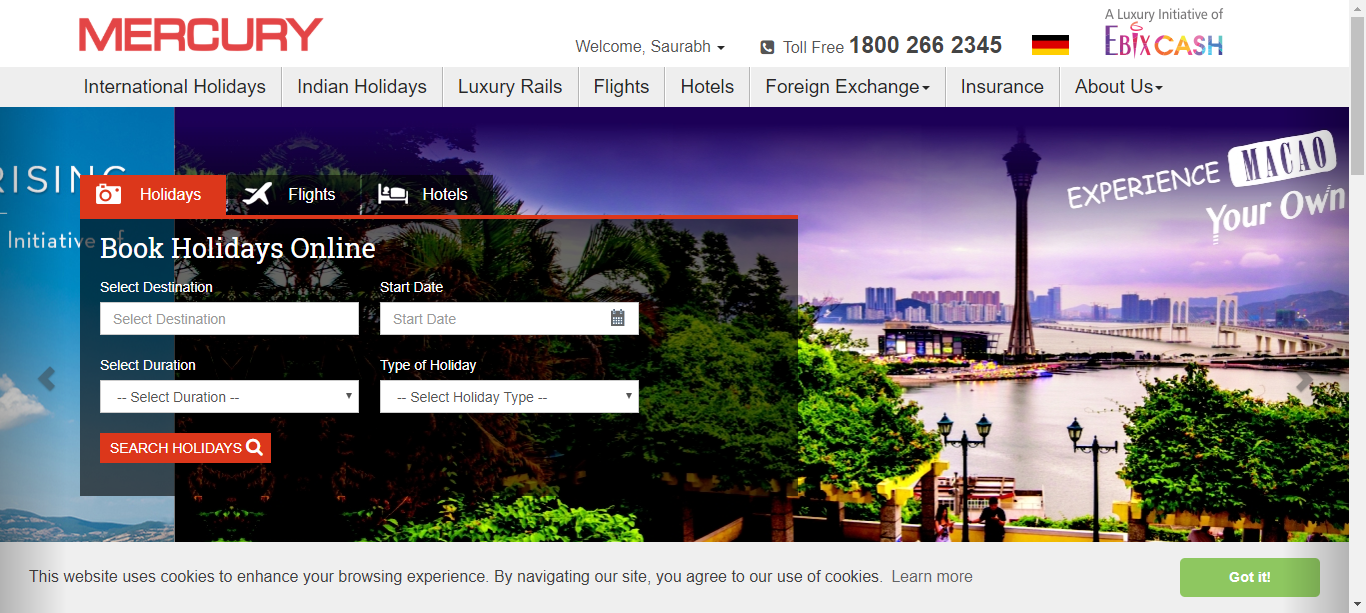 MERCURY
Welcome, Saurabh
Toll Free 1800 266 2345
A Luxury Initiative of
EBIXCASH
International Holidays
Indian Holidays
Luxury Rails
Flights
Hotels
Foreign Exchange
Insurance
About Us
RISING
Initiative of
EXPERIENCE MACAO
Your Own
Holidays
Flights
Hotels
Book Holidays Online
Select Destination
Start Date
Select Destination
Start Date
Select Duration
Type of Holiday
-- Select Duration --
-- Select Holiday Type --
SEARCH HOLIDAYS
This website uses cookies to enhance your browsing experience. By navigating our site, you agree to our use of cookies. Learn more
Got it!